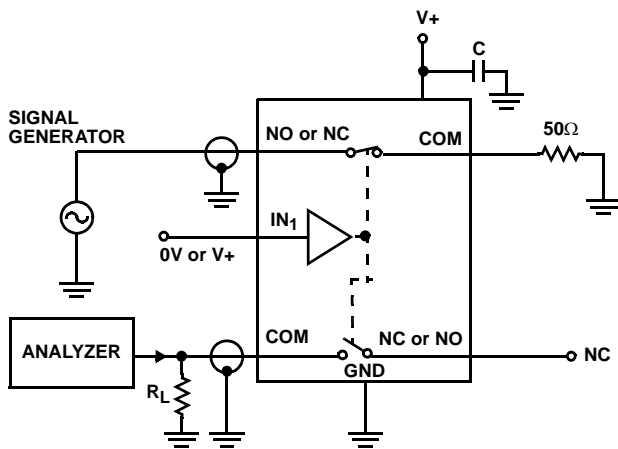 V+
C
SIGNAL
GENERATOR
NO or NC
COM
50Ω
IN1
0V or V+
ANALYZER
COM
NC or NO
NC
GND
RL